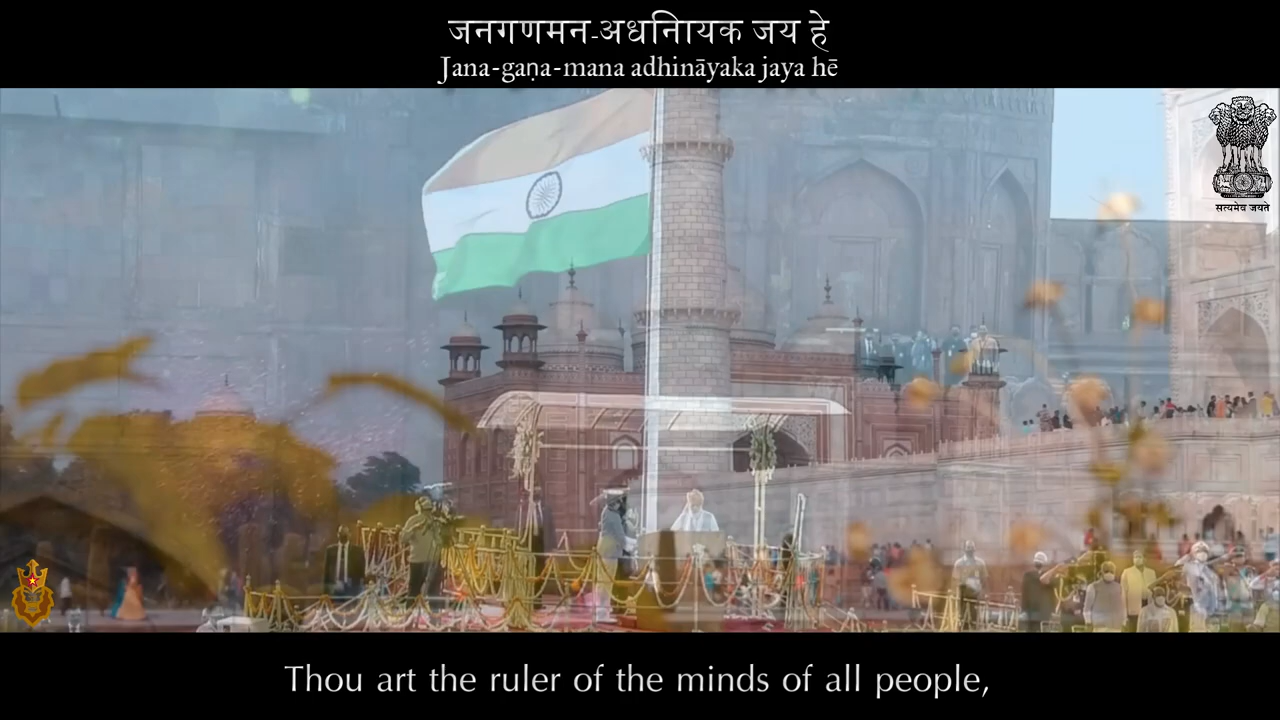 जनगणमन-अधिनायक जय हे
Jana-gaṇa-mana adhināyaka jaya hē
सत्यमेव जयते
Thou art the ruler of the minds of all people,